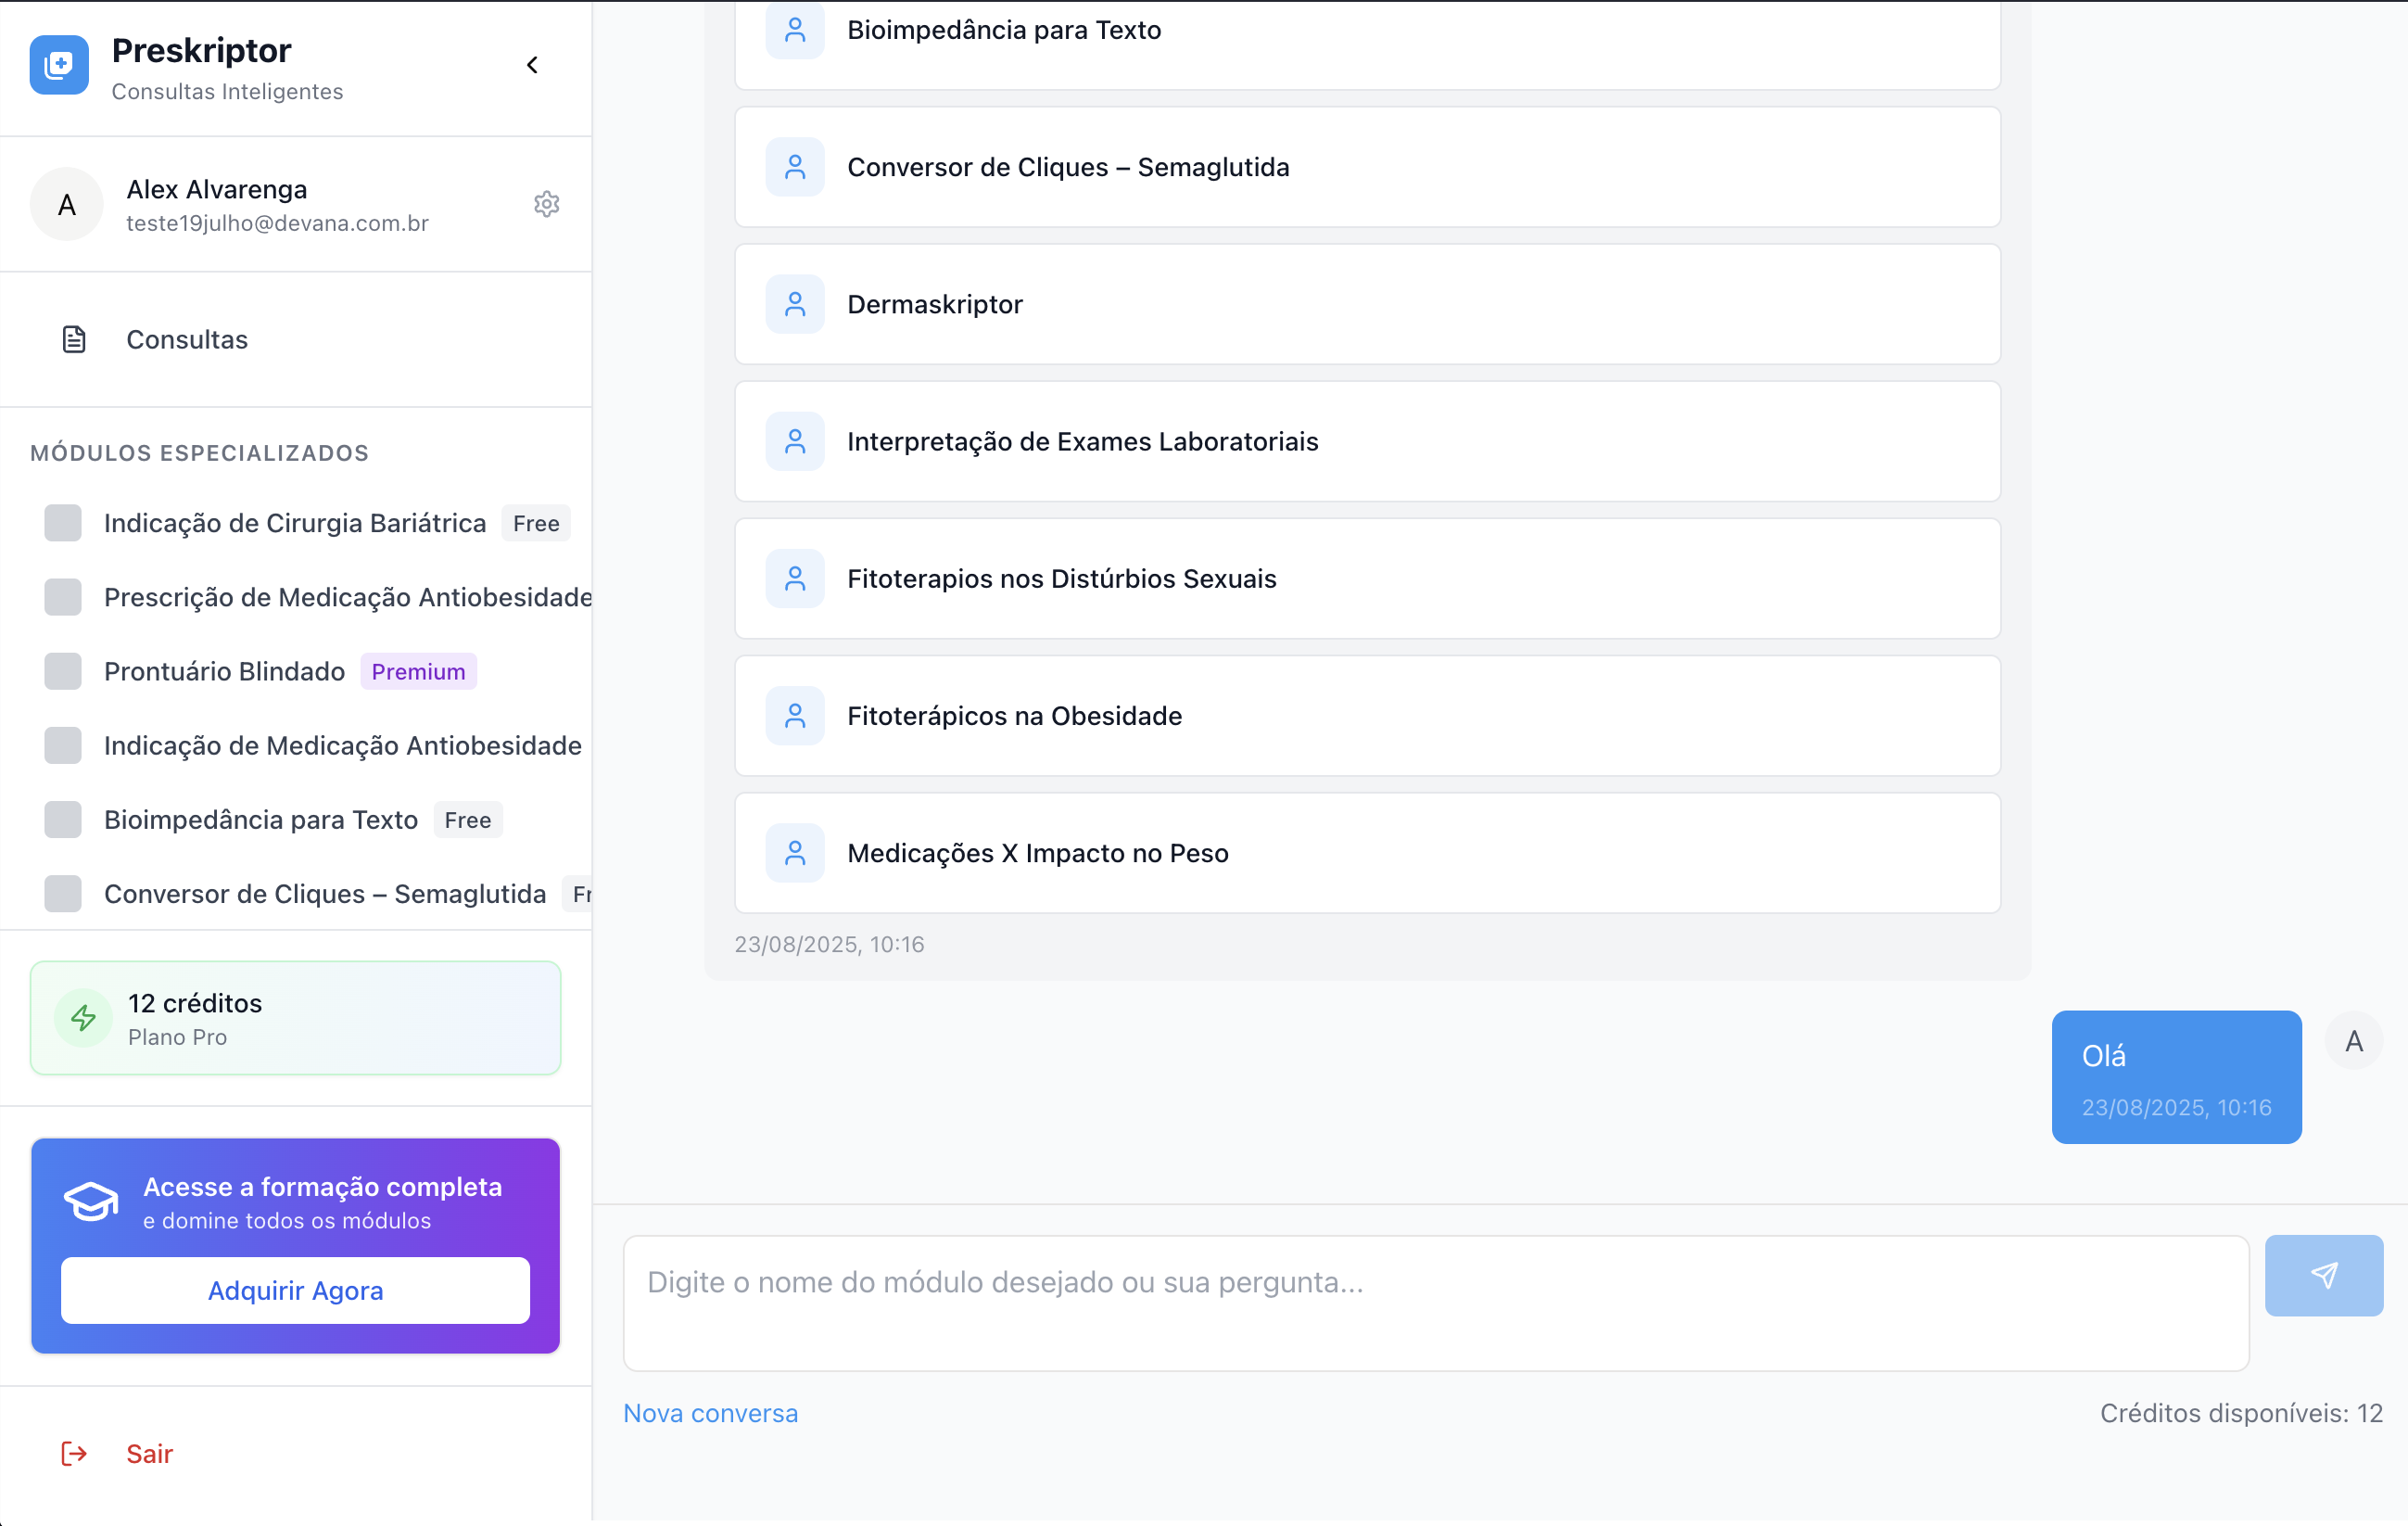 Preskriptor
Consultas Inteligentes
A
Alex Alvarenga
teste19julho@devana.com.br
Consultas
MÓDULOS ESPECIALIZADOS
Indicação de Cirurgia Bariátrica Free
Prescrição de Medicação Antiobesidade
Prontuário Blindado Premium
Indicação de Medicação Antiobesidade
Bioimpedância para Texto Free
Conversor de Cliques – Semaglutida Fr
12 créditos
Plano Pro
Acesse a formação completa
e domine todos os módulos
Adquirir Agora
Sair
Bioimpedância para Texto
Conversor de Cliques – Semaglutida
Dermaskriptor
Interpretação de Exames Laboratoriais
Fitoterapios nos Distúrbios Sexuais
Fitoterápicos na Obesidade
Medicações X Impacto no Peso
23/08/2025, 10:16
Olá
23/08/2025, 10:16
A
Digite o nome do módulo desejado ou sua pergunta...
Nova conversa
Créditos disponíveis: 12